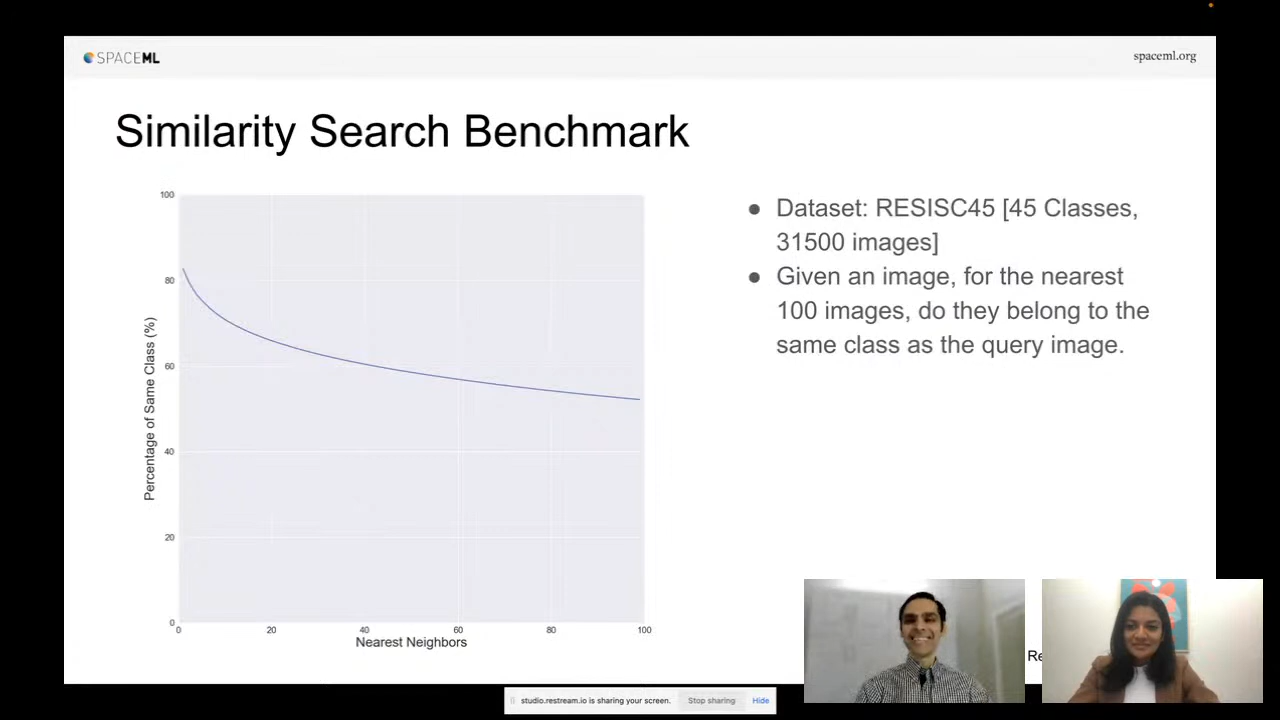 SPACEML
spaceml.org
Similarity Search Benchmark
100
80
60
40
20
0
Percentage of Same Class (%)
0 20 40 60 80 100
Nearest Neighbors
● Dataset: RESISC45 [45 Classes,
31500 images]
● Given an image, for the nearest
100 images, do they belong to the
same class as the query image.
Re
studio.restream.io is sharing your screen. Stop sharing Hide